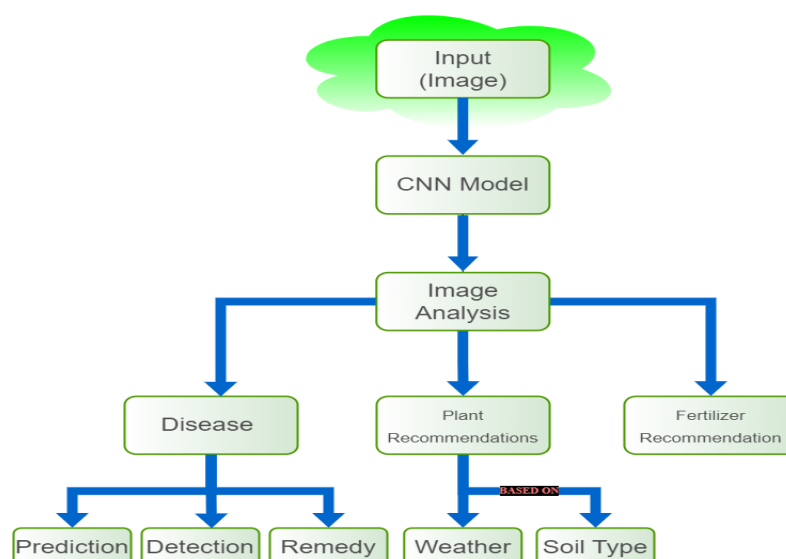 Input
(Image)
CNN Model
Image
Analysis
Disease
Plant
Recommendations
Fertilizer
Recommendation
BASED ON
Prediction
Detection
Remedy
Weather
Soil Type